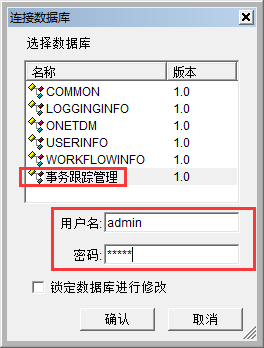 连接数据库
选择数据库
名称 版本
COMMON 1.0
LOGGINGINFO 1.0
ONETDM 1.0
USERINFO 1.0
WORKFLOWINFO 1.0
事务跟踪管理 1.0
用户名: admin
密码: *****
锁定数据库进行修改
确认 取消